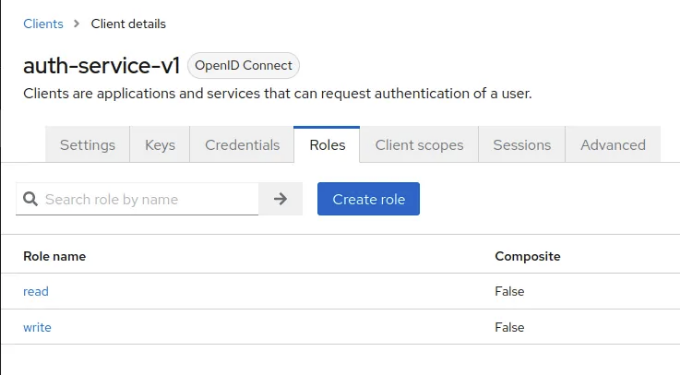 Clients > Client details
auth-service-v1 OpenID Connect
Clients are applications and services that can request authentication of a user.
Settings Keys Credentials Roles Client scopes Sessions Advanced
Search role by name → Create role
Role name Composite
read False
write False